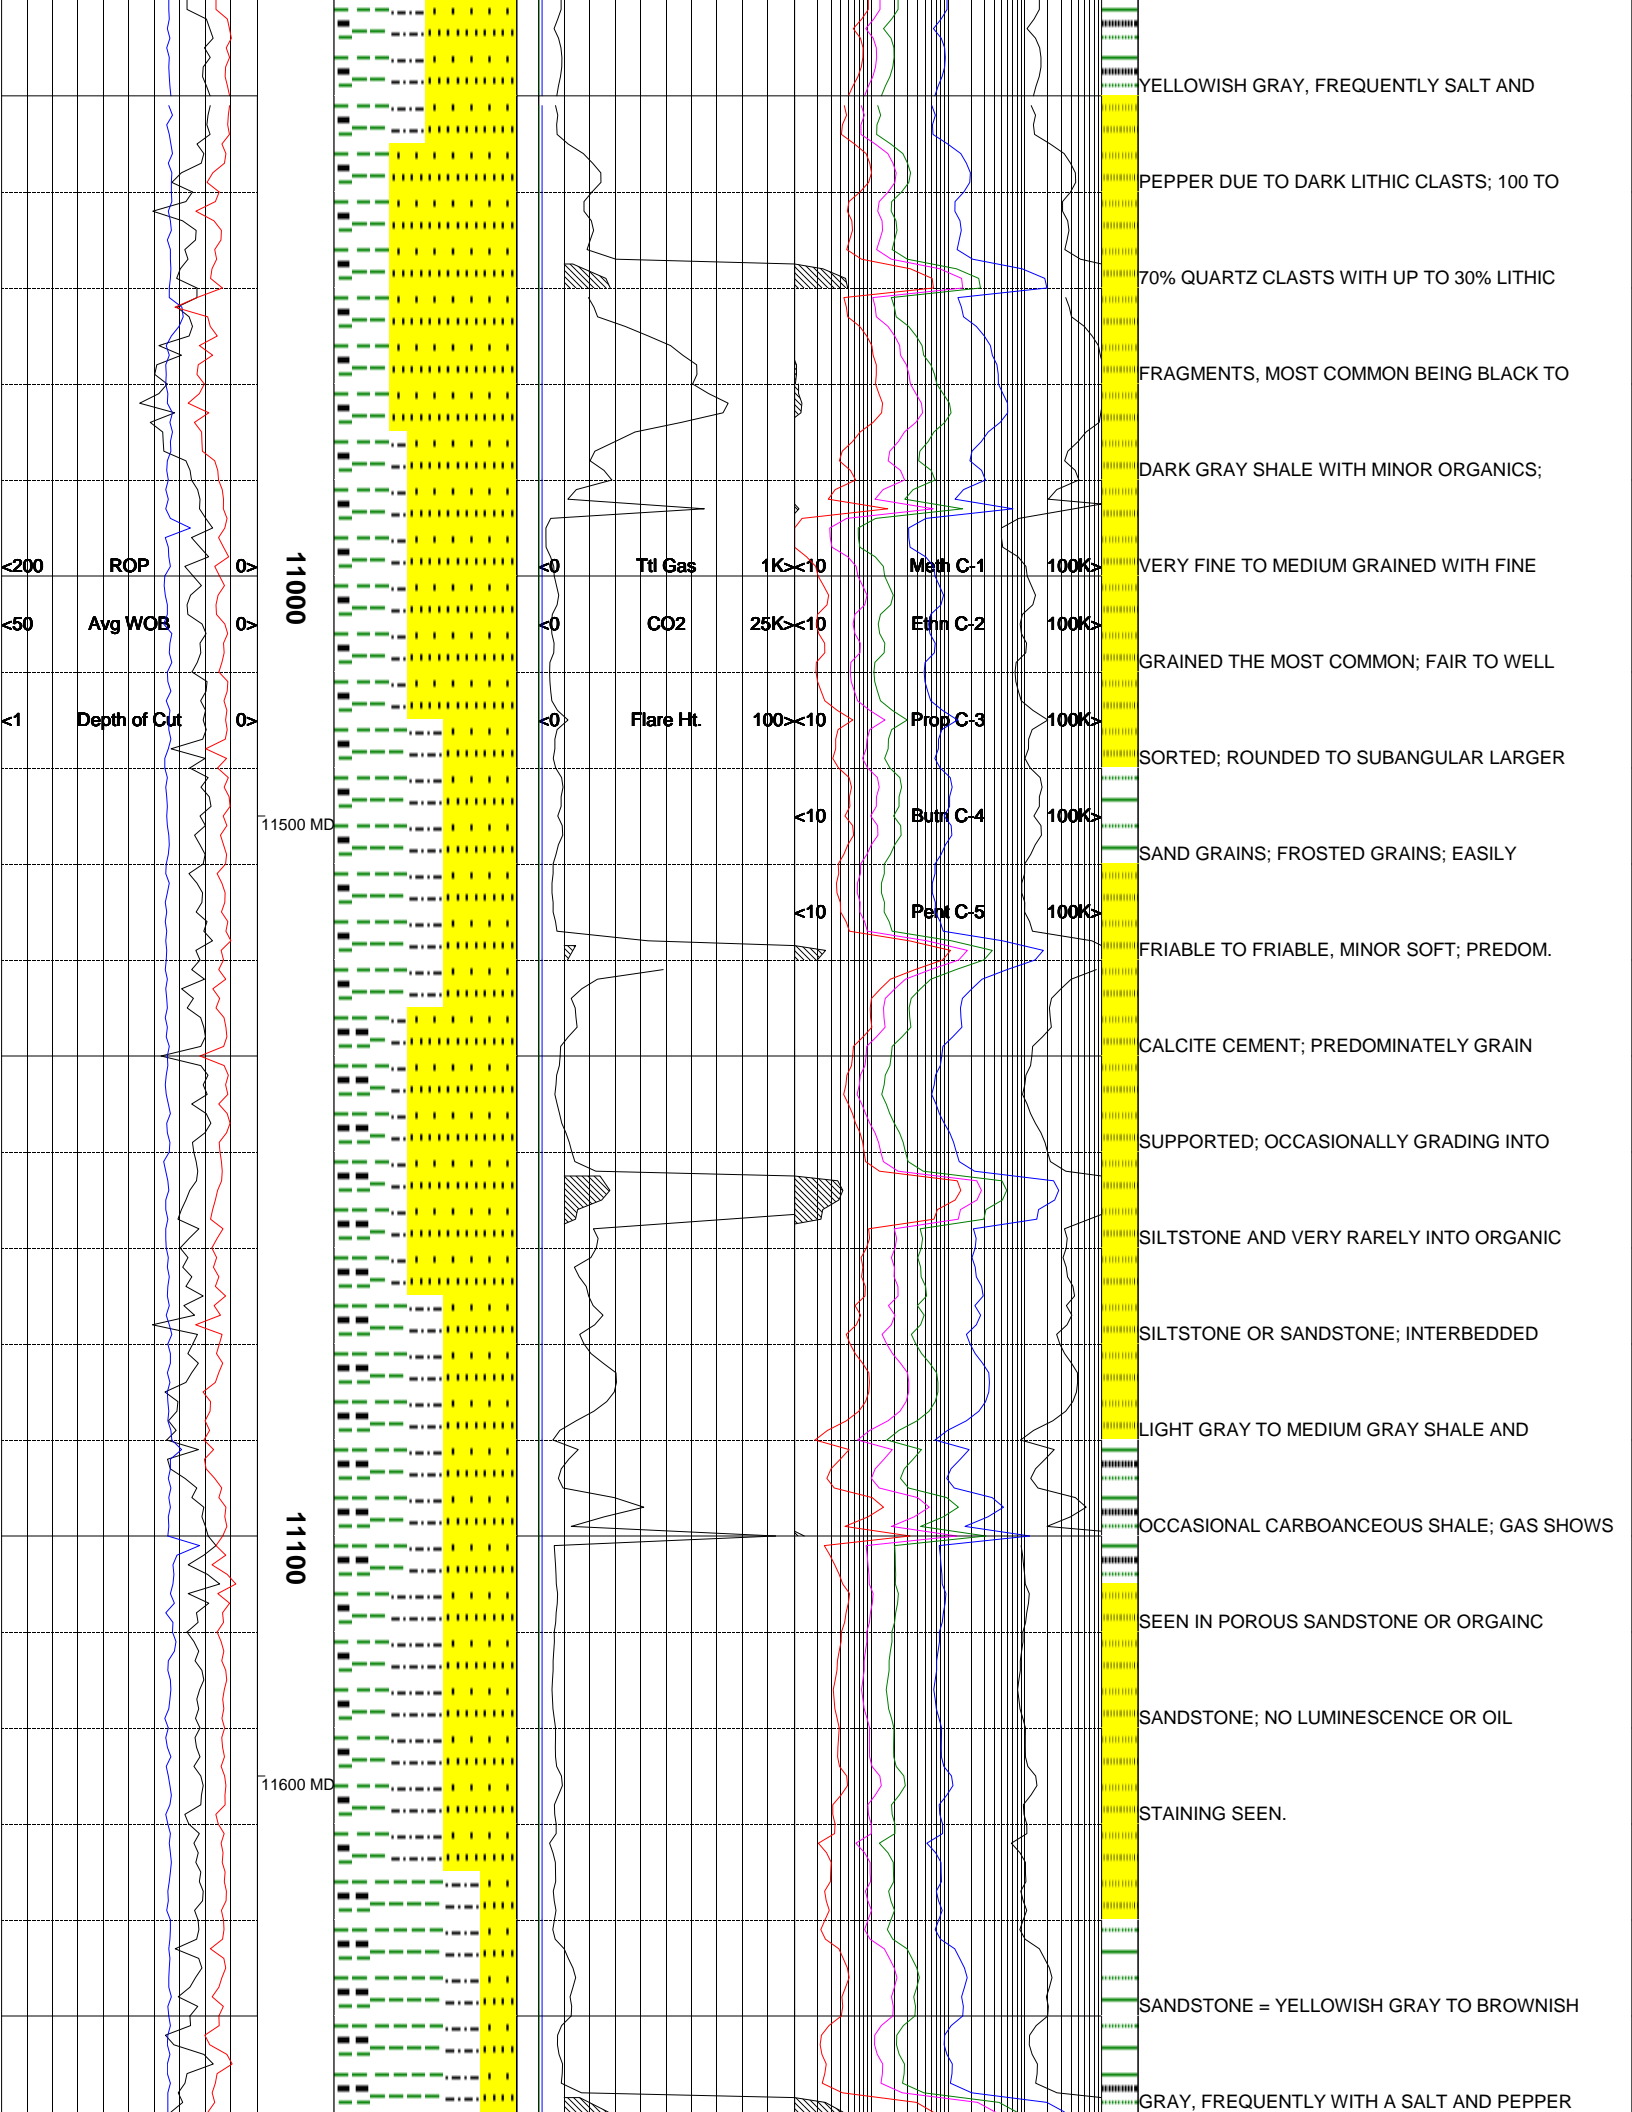 YELLOWISH GRAY, FREQUENTLY SALT AND
PEPPER DUE TO DARK LITHIC CLASTS; 100 TO
70% QUARTZ CLASTS WITH UP TO 30% LITHIC
FRAGMENTS, MOST COMMON BEING BLACK TO
DARK GRAY SHALE WITH MINOR ORGANICS;
<200 ROP 0> 11000 <0 Ttl Gas 1K> <10 Meth C-1 100K> VERY FINE TO MEDIUM GRAINED WITH FINE
<50 Avg WOB 0> <0 CO2 25K> <10 Ethn C-2 100K>
GRAINED THE MOST COMMON; FAIR TO WELL
<1 Depth of Cut 0> <0 Flare Ht. 100> <10 Prop C-3 100K>
SORTED; ROUNDED TO SUBANGULAR LARGER
11500 MD <10 Butn C-4 100K>
SAND GRAINS; FROSTED GRAINS; EASILY
<10 Pent C-5 100K>
FRIABLE TO FRIABLE, MINOR SOFT; PREDOM.
CALCITE CEMENT; PREDOMINATELY GRAIN
SUPPORTED; OCCASIONALLY GRADING INTO
SILTSTONE AND VERY RARELY INTO ORGANIC
SILTSTONE OR SANDSTONE; INTERBEDDED
LIGHT GRAY TO MEDIUM GRAY SHALE AND
11100 OCCASIONAL CARBOANCEOUS SHALE; GAS SHOWS
SEEN IN POROUS SANDSTONE OR ORGAINC
SANDSTONE; NO LUMINESCENCE OR OIL
11600 MD
STAINING SEEN.
SANDSTONE = YELLOWISH GRAY TO BROWNISH
GRAY, FREQUENTLY WITH A SALT AND PEPPER